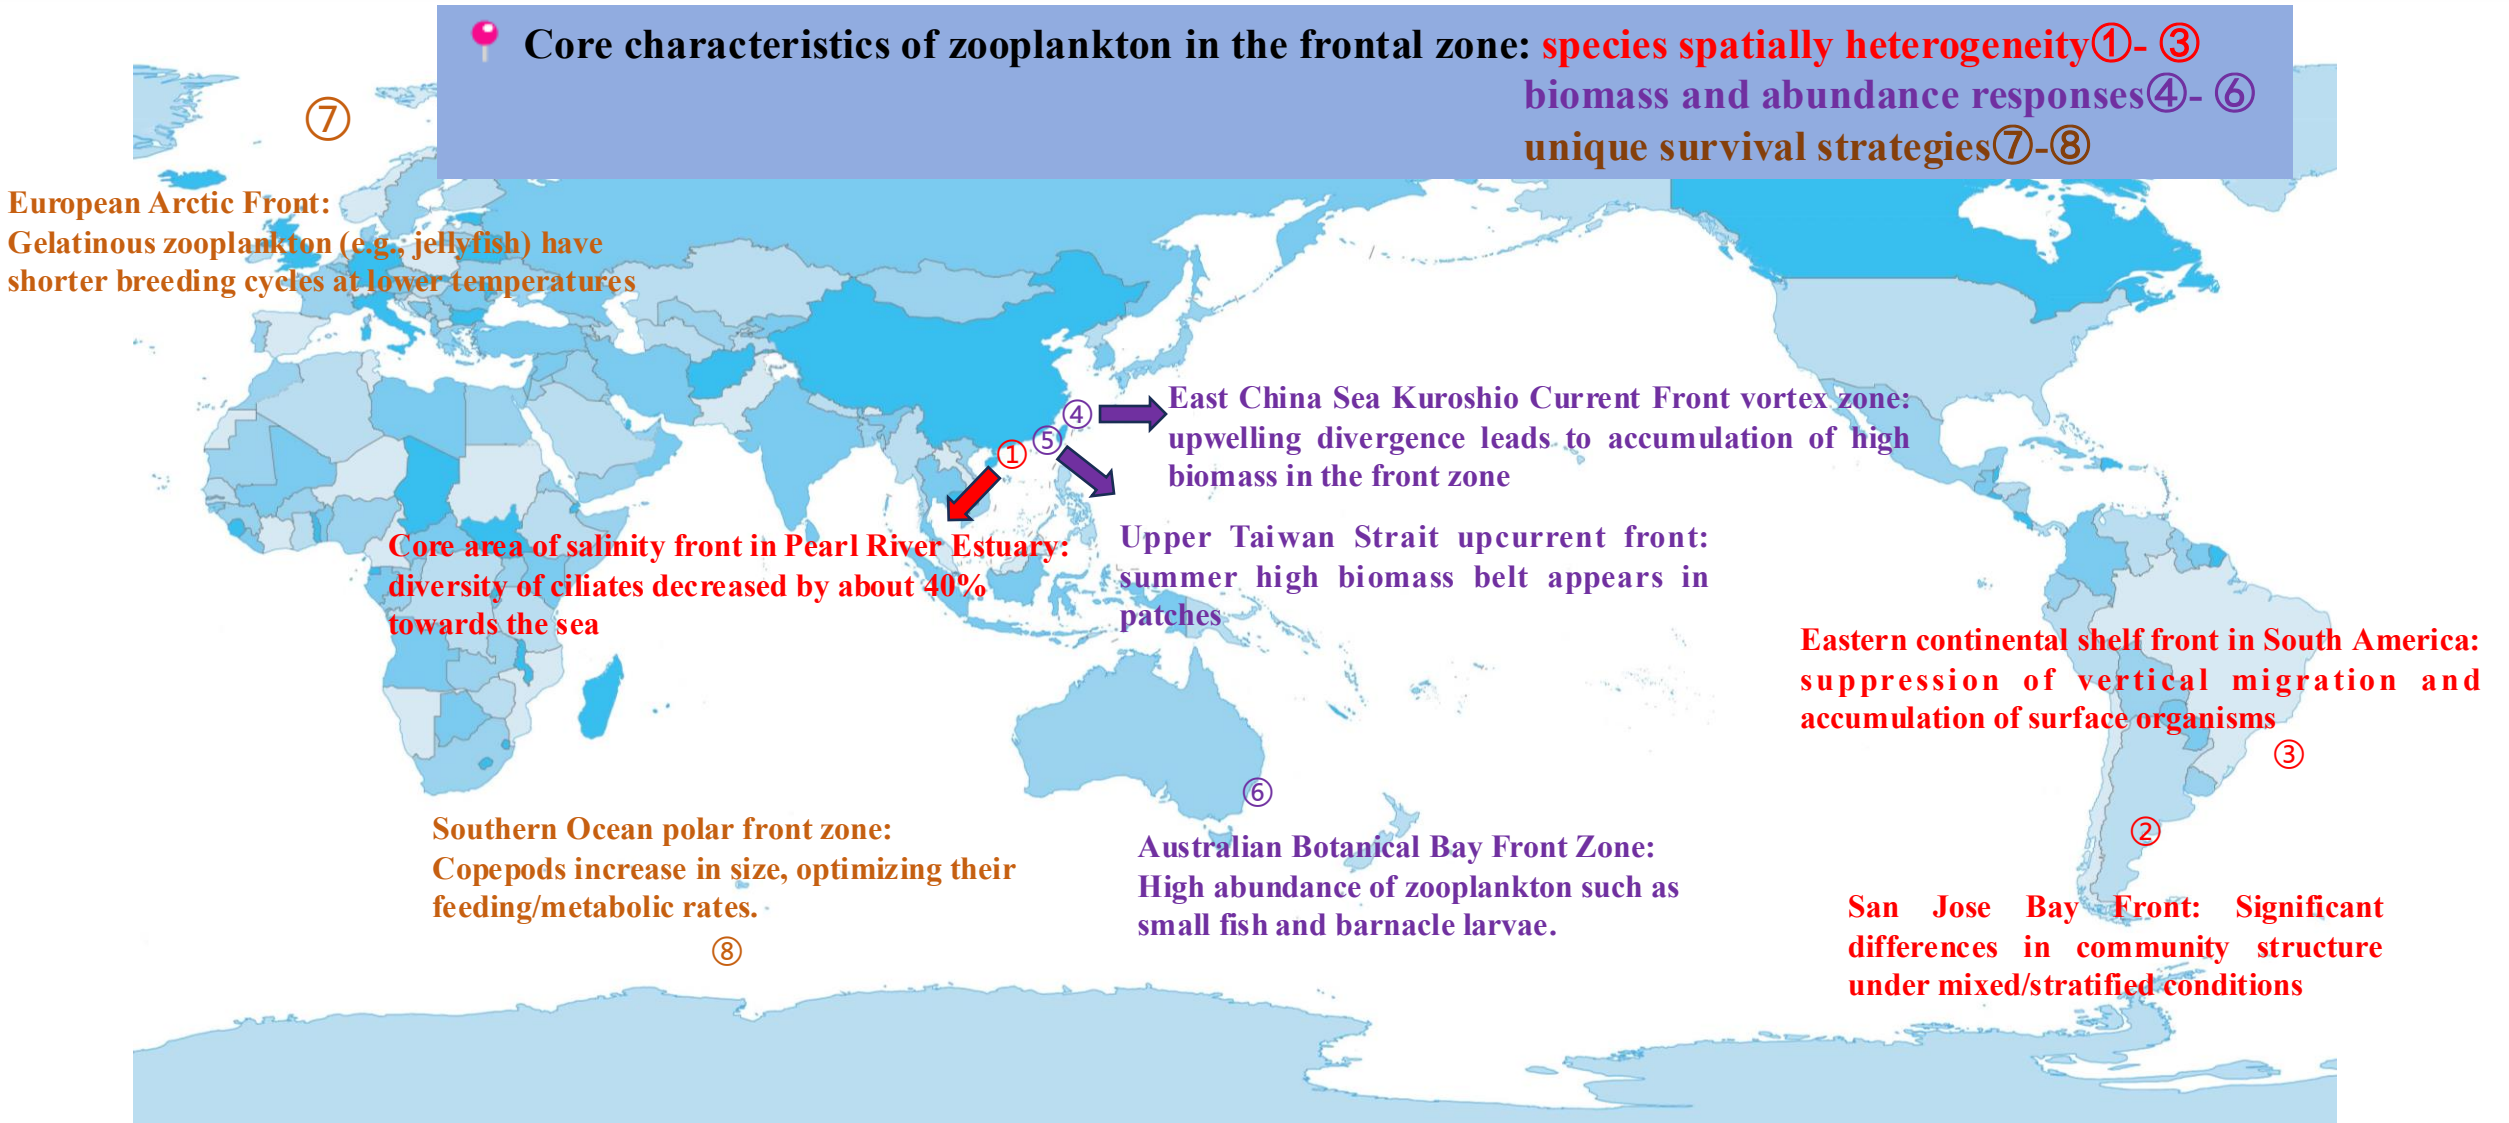 Core characteristics of zooplankton in the frontal zone: species spatially heterogeneity①- ③
biomass and abundance responses④- ⑥
unique survival strategies⑦-⑧
⑦
European Arctic Front:
Gelatinous zooplankton (e.g., jellyfish) have
shorter breeding cycles at lower temperatures
④
East China Sea Kuroshio Current Front vortex zone:
upwelling divergence leads to accumulation of high
biomass in the front zone
⑤
①
Upper Taiwan Strait upcurrent front:
summer high biomass belt appears in
patches
Core area of salinity front in Pearl River Estuary:
diversity of ciliates decreased by about 40%
towards the sea
Eastern continental shelf front in South America:
suppression of vertical migration and
accumulation of surface organisms
③
⑥
②
Southern Ocean polar front zone:
Copepods increase in size, optimizing their
feeding/metabolic rates.
⑧
Australian Botanical Bay Front Zone:
High abundance of zooplankton such as
small fish and barnacle larvae.
San Jose Bay Front: Significant
differences in community structure
under mixed/stratified conditions